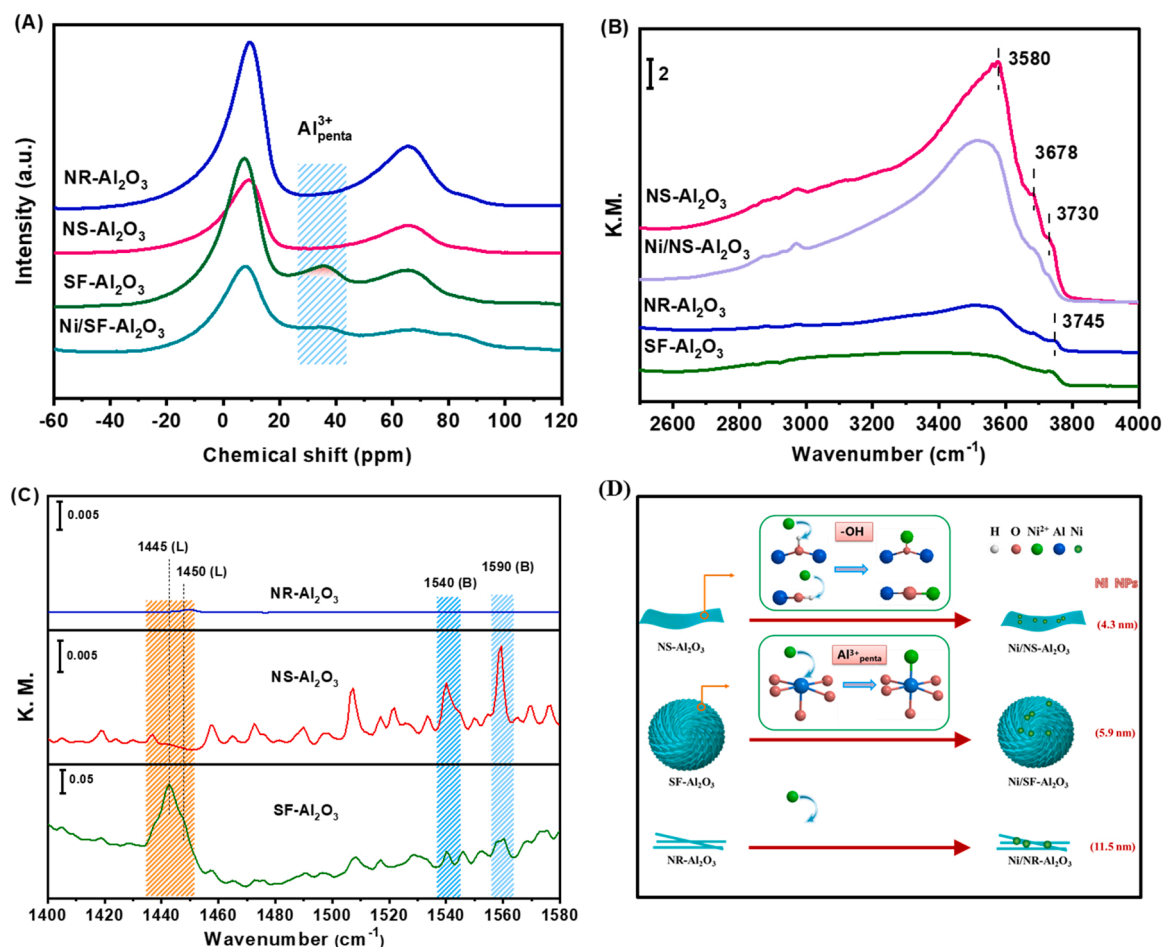 (A)
Intensity (a.u.)
Al³⁺penta
NR-Al₂O₃
NS-Al₂O₃
SF-Al₂O₃
Ni/SF-Al₂O₃
-60 -40 -20 0 20 40 60 80 100 120
Chemical shift (ppm)
(B)
K.M.
2
3580
3678
3730
3745
NS-Al₂O₃
Ni/NS-Al₂O₃
NR-Al₂O₃
SF-Al₂O₃
2600 2800 3000 3200 3400 3600 3800 4000
Wavenumber (cm⁻¹)
(C)
K. M.
0.005
1445 (L)
1450 (L)
1540 (B)
1590 (B)
NR-Al₂O₃
0.005
NS-Al₂O₃
0.05
SF-Al₂O₃
1400 1420 1440 1460 1480 1500 1520 1540 1560 1580
Wavenumber (cm⁻¹)
(D)
-OH
H O Ni²⁺ Al Ni
Ni NPs
NS-Al₂O₃
Ni/NS-Al₂O₃
(4.3 nm)
Al³⁺penta
SF-Al₂O₃
Ni/SF-Al₂O₃
(5.9 nm)
NR-Al₂O₃
Ni/NR-Al₂O₃
(11.5 nm)